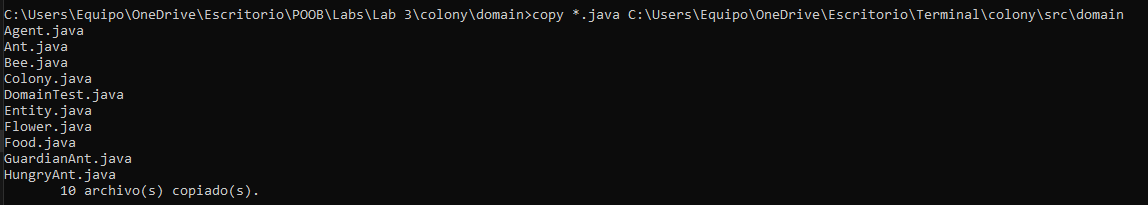 C:\Users\Equipo\OneDrive\Escritorio\POOB\Labs\Lab 3\colony\domain>copy *.java C:\Users\Equipo\OneDrive\Escritorio\Terminal\colony\src\domain
Agent.java
Ant.java
Bee.java
Colony.java
DomainTest.java
Entity.java
Flower.java
Food.java
GuardianAnt.java
HungryAnt.java
       10 archivo(s) copiado(s).